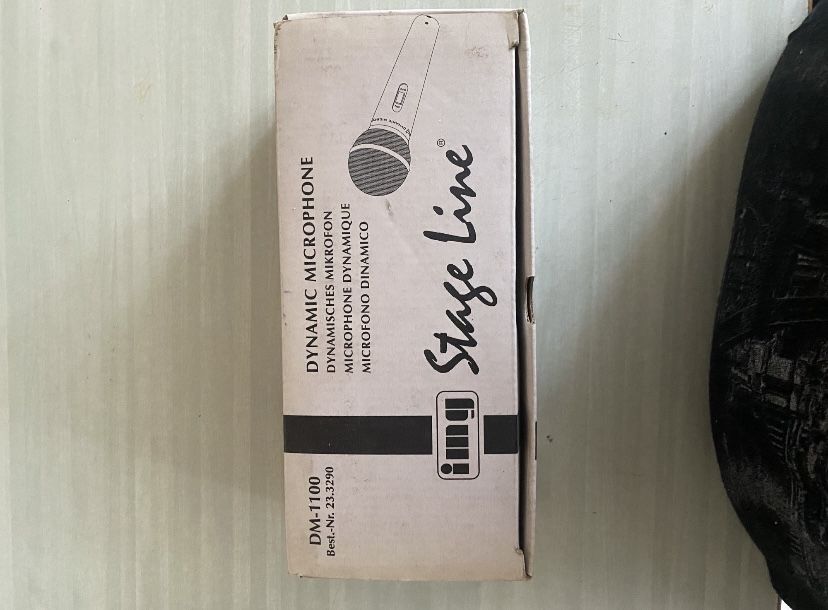 DM-1100
Best.-Nr. 23.3290
DYNAMIC MICROPHONE
DYNAMISCHES MIKROFON
MICROPHONE DYNAMIQUE
MICROFONO DINAMICO
img
Stage Line®